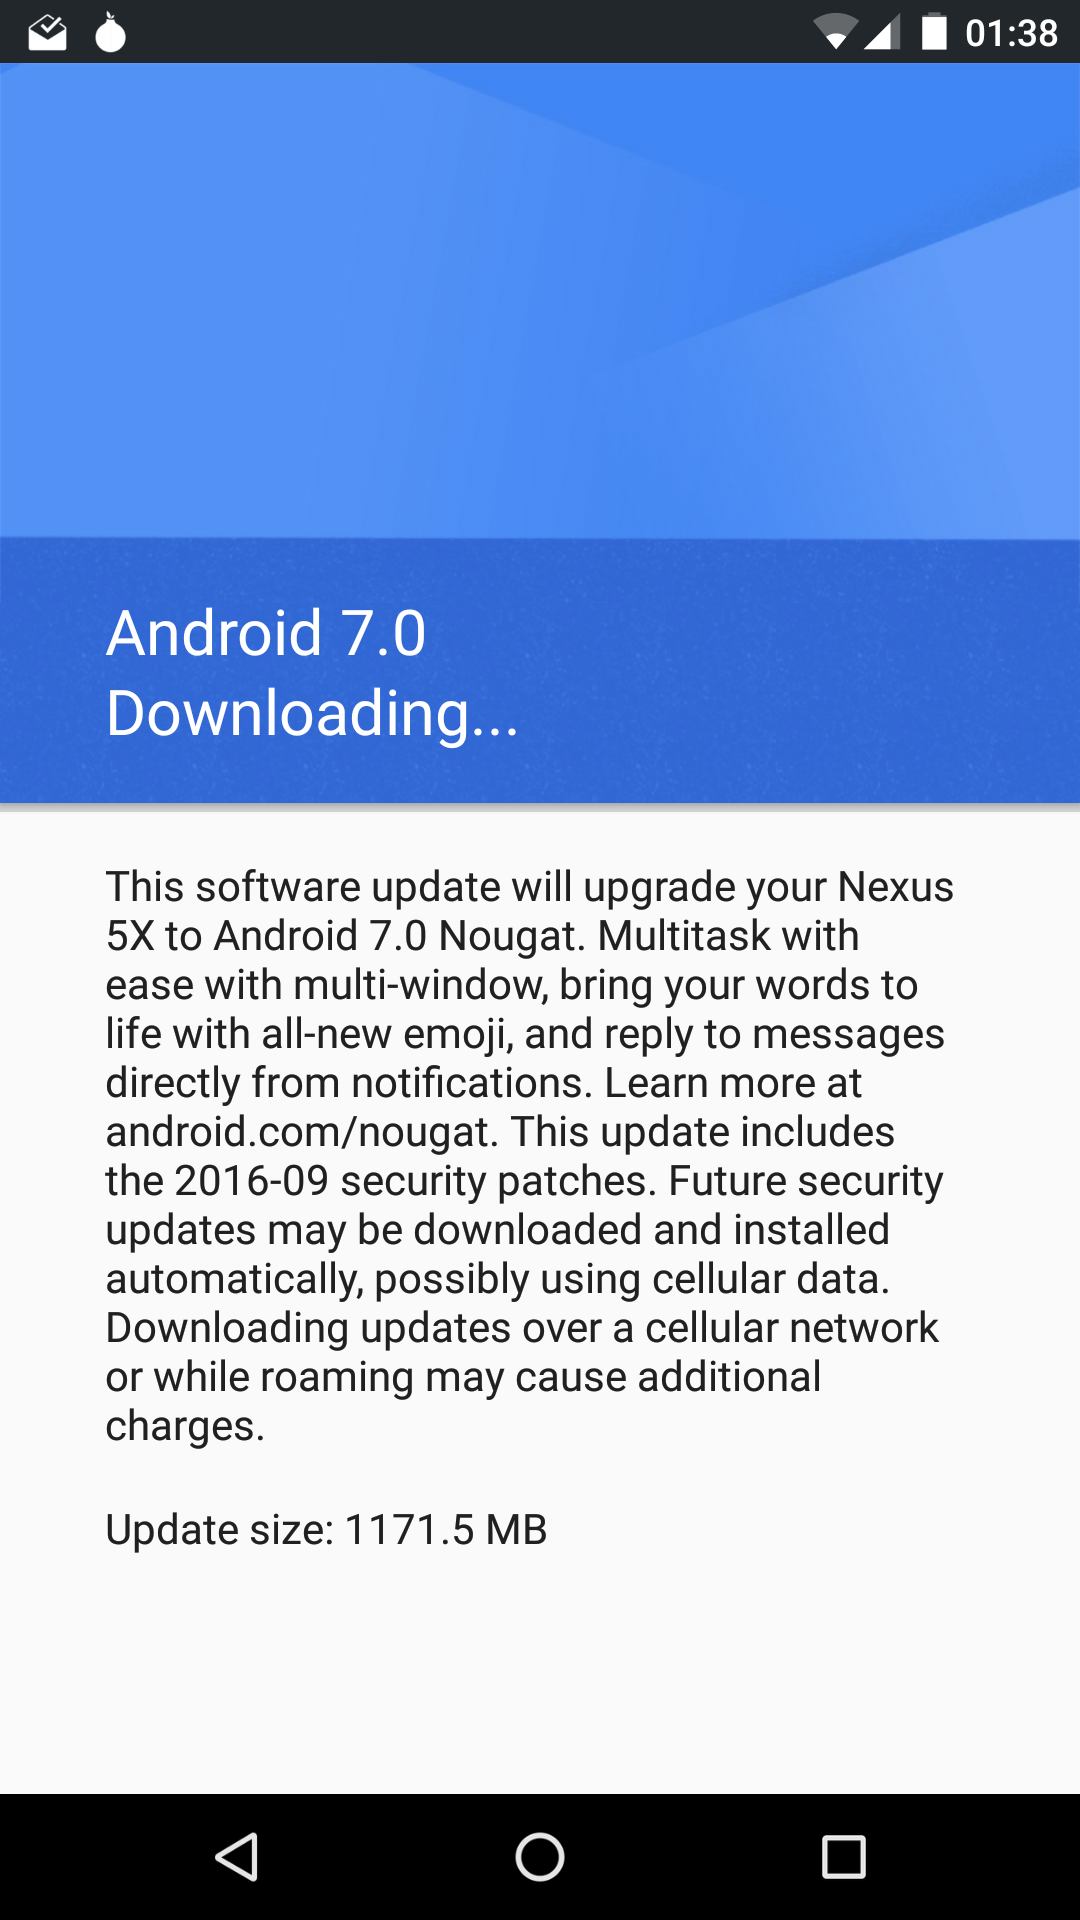 01:38
Android 7.0
Downloading...
This software update will upgrade your Nexus
5X to Android 7.0 Nougat. Multitask with
ease with multi-window, bring your words to
life with all-new emoji, and reply to messages
directly from notifications. Learn more at
android.com/nougat. This update includes
the 2016-09 security patches. Future security
updates may be downloaded and installed
automatically, possibly using cellular data.
Downloading updates over a cellular network
or while roaming may cause additional
charges.
Update size: 1171.5 MB